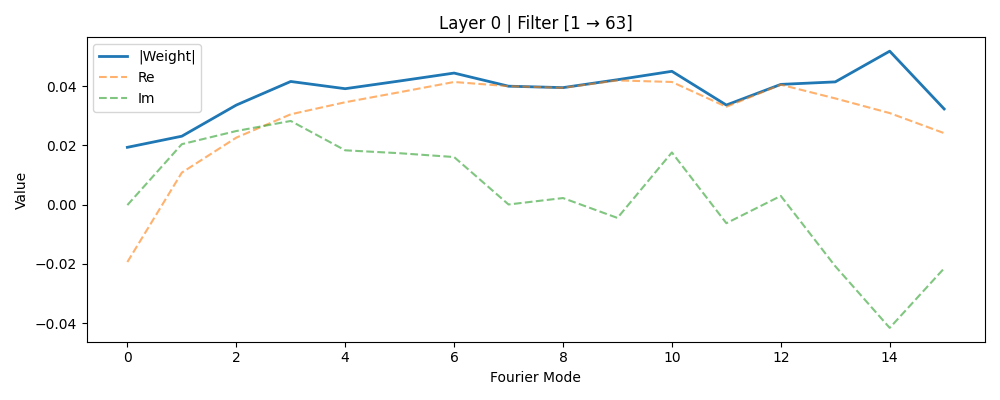 Layer 0 | Filter [1 → 63]
|Weight|
Re
Im
Value
0.04
0.02
0.00
−0.02
−0.04
0 2 4 6 8 10 12 14
Fourier Mode